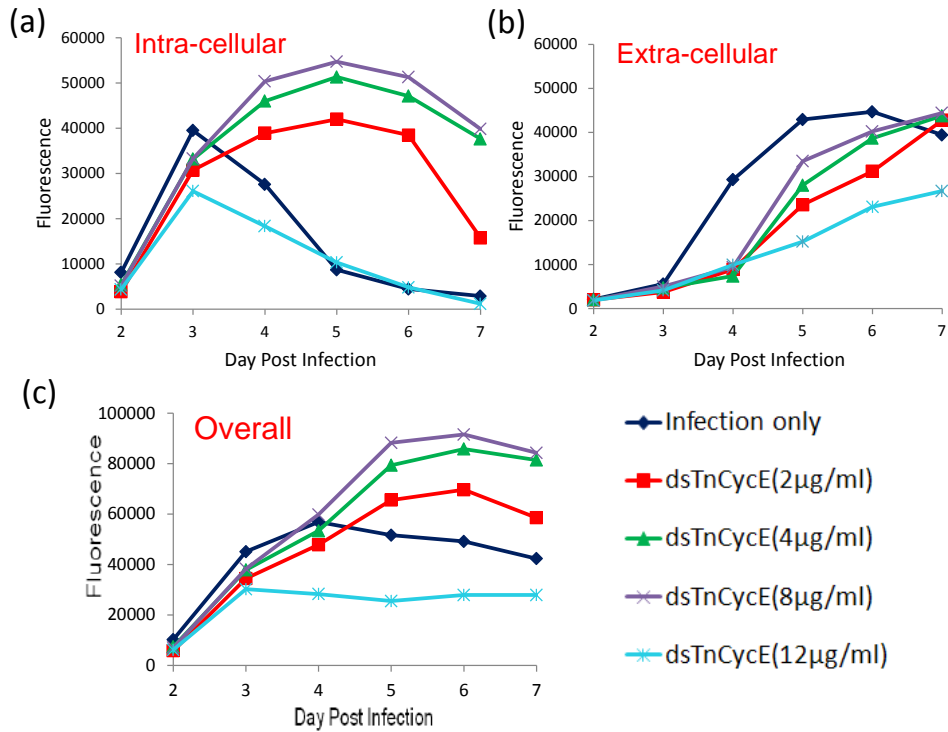 (a)
Intra-cellular
60000
50000
40000
30000
20000
10000
0
Fluorescence
2 3 4 5 6 7
Day Post Infection
(b)
Extra-cellular
60000
50000
40000
30000
20000
10000
0
Fluorescence
2 3 4 5 6 7
Day Post Infection
(c)
Overall
100000
80000
60000
40000
20000
0
Fluorescence
2 3 4 5 6 7
Day Post Infection
Infection only
dsTnCycE(2µg/ml)
dsTnCycE(4µg/ml)
dsTnCycE(8µg/ml)
dsTnCycE(12µg/ml)